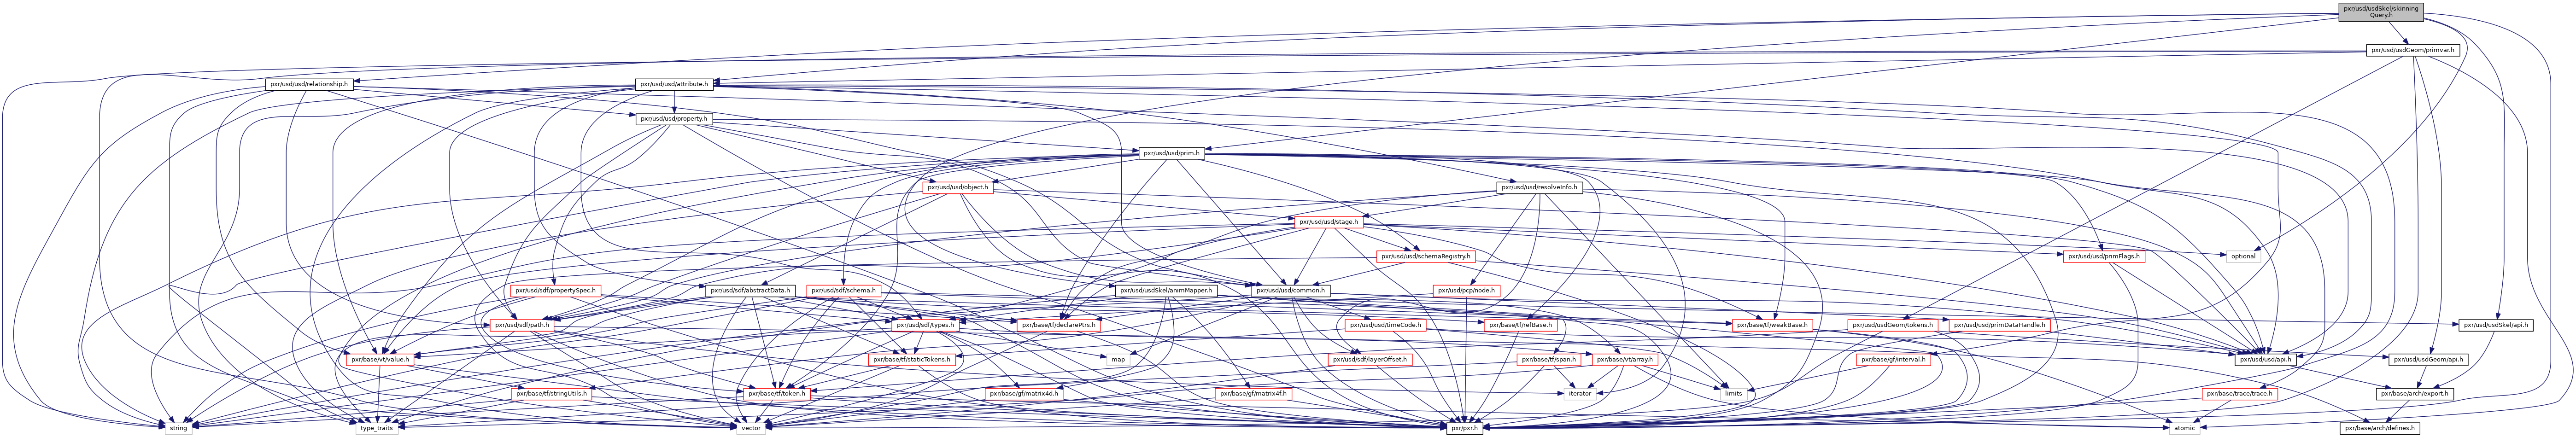 pxr/usd/usdSkel/skinning
Query.h
pxr/usd/usdGeom/primvar.h
pxr/usd/usd/relationship.h
pxr/usd/usd/attribute.h
pxr/usd/usd/property.h
pxr/usd/usd/prim.h
pxr/usd/usd/object.h
pxr/usd/usd/resolveInfo.h
pxr/usd/usd/stage.h
pxr/usd/usd/schemaRegistry.h
pxr/usd/usd/primFlags.h
optional
pxr/usd/sdf/propertySpec.h
pxr/usd/sdf/abstractData.h
pxr/usd/sdf/schema.h
pxr/usd/usdSkel/animMapper.h
pxr/usd/usd/common.h
pxr/usd/pcp/node.h
pxr/usd/sdf/path.h
pxr/usd/sdf/types.h
pxr/base/tf/declarePtrs.h
pxr/usd/usd/timeCode.h
pxr/base/tf/refBase.h
pxr/base/tf/weakBase.h
pxr/usd/usdGeom/tokens.h
pxr/usd/usd/primDataHandle.h
pxr/usd/usdSkel/api.h
pxr/base/vt/value.h
pxr/base/tf/staticTokens.h
map
pxr/usd/sdf/layerOffset.h
pxr/base/tf/span.h
pxr/base/vt/array.h
pxr/base/gf/interval.h
pxr/usd/usd/api.h
pxr/usd/usdGeom/api.h
pxr/base/tf/stringUtils.h
pxr/base/tf/token.h
pxr/base/gf/matrix4d.h
pxr/base/gf/matrix4f.h
iterator
limits
pxr/base/trace/trace.h
pxr/base/arch/export.h
string
type_traits
vector
pxr/pxr.h
atomic
pxr/base/arch/defines.h